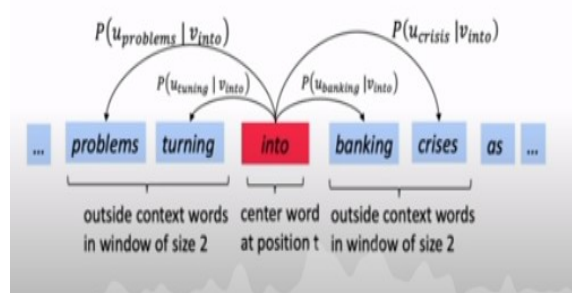 P(u_problems | v_into)
P(u_crisis | v_into)
P(u_tuning | v_into)
P(u_banking | v_into)
... problems turning into banking crises as ...
outside context words center word outside context words
in window of size 2 at position t in window of size 2